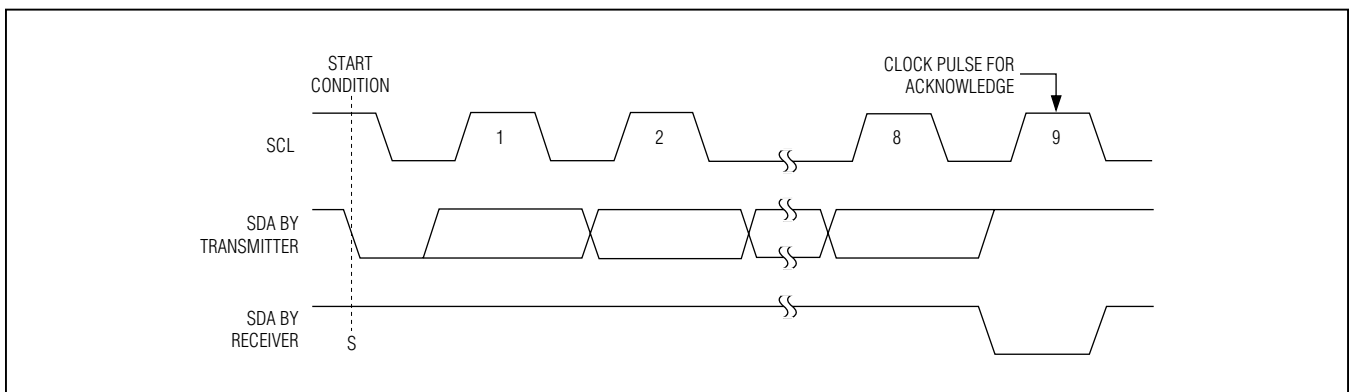 START
CONDITION
CLOCK PULSE FOR
ACKNOWLEDGE
SCL
1
2
8
9
SDA BY
TRANSMITTER
SDA BY
RECEIVER
S